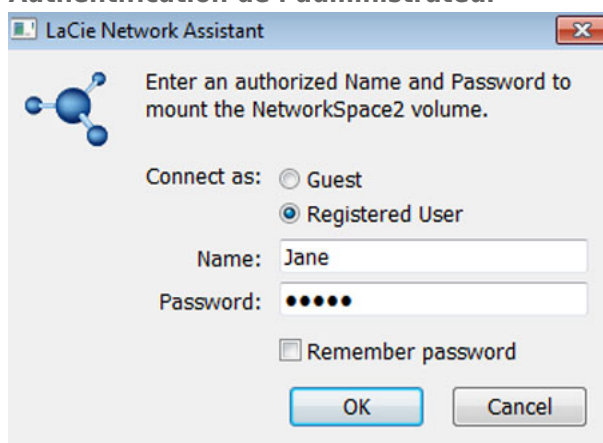 Authentification de l'administrateur
LaCie Network Assistant
Enter an authorized Name and Password to
mount the NetworkSpace2 volume.
Connect as:
Guest
Registered User
Name: Jane
Password: •••••
Remember password
OK Cancel